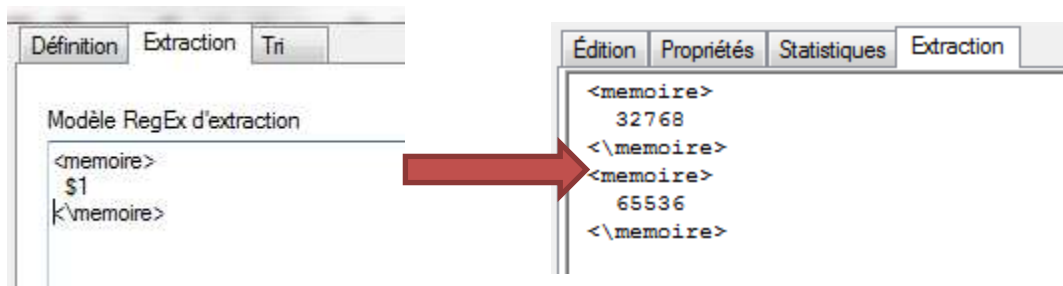 Définition Extraction Tri
Modèle RegEx d'extraction
<memoire>
$1
<\memoire>
Édition Propriétés Statistiques Extraction
<memoire>
32768
<\memoire>
<memoire>
65536
<\memoire>